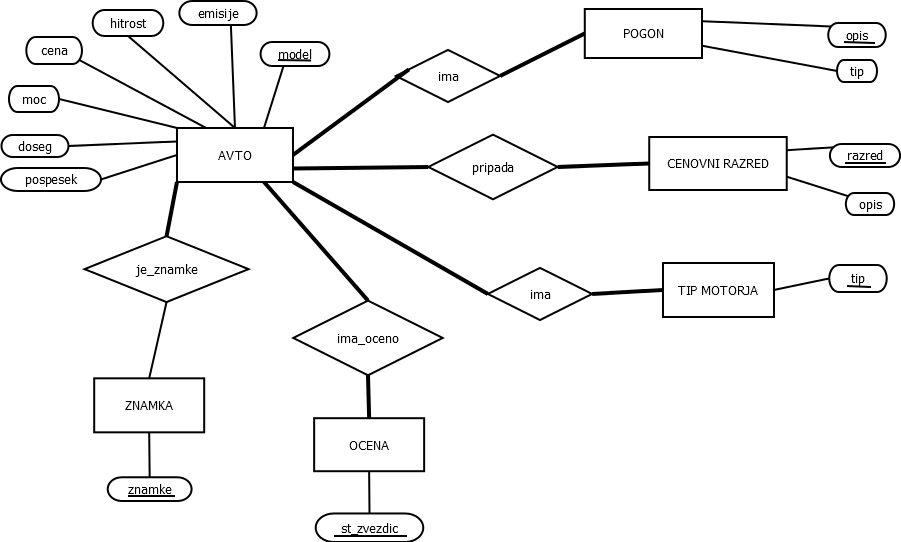 emisije
hitrost
cena
model
moc
doseg
pospesek
AVTO
ima
POGON
opis
tip
pripada
CENOVNI RAZRED
razred
opis
ima
TIP MOTORJA
tip
je_znamke
ima_oceno
ZNAMKA
OCENA
znamke
st_zvezdic